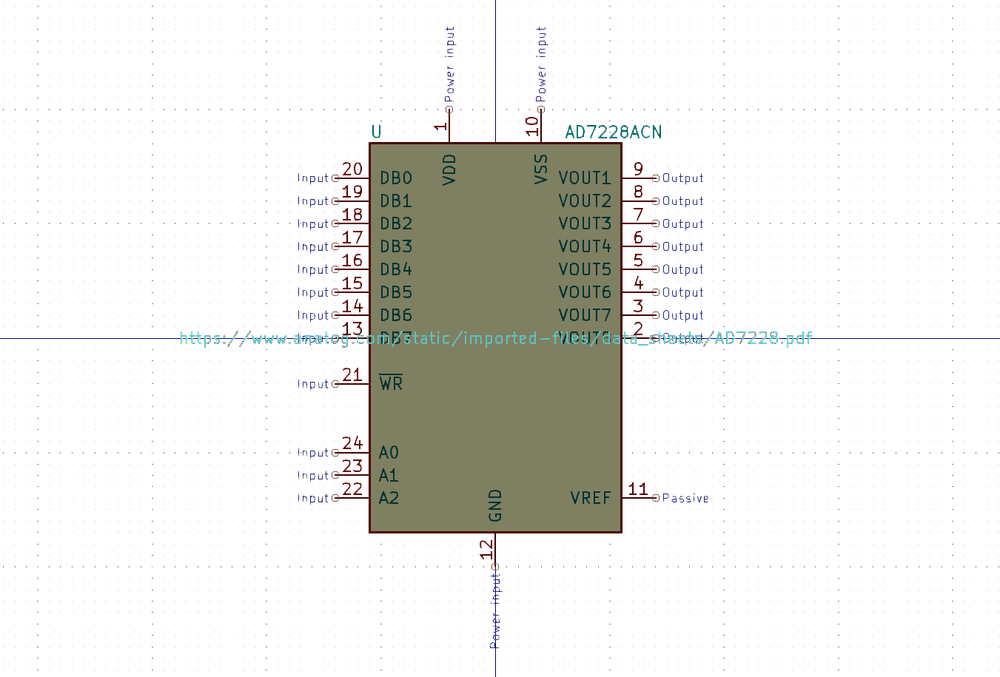 Power input
Power input
1
10
U
AD7228ACN
VDD
VSS
Input 20 DB0
VOUT1 9 Output
Input 19 DB1
VOUT2 8 Output
Input 18 DB2
VOUT3 7 Output
Input 17 DB3
VOUT4 6 Output
Input 16 DB4
VOUT5 5 Output
Input 15 DB5
VOUT6 4 Output
Input 14 DB6
VOUT7 3 Output
13
2
https://www.analog.com/static/imported-files/data_sheets/AD7228.pdf
Input 21 WR
Input 24 A0
Input 23 A1
Input 22 A2
VREF 11 Passive
GND
12
Power input